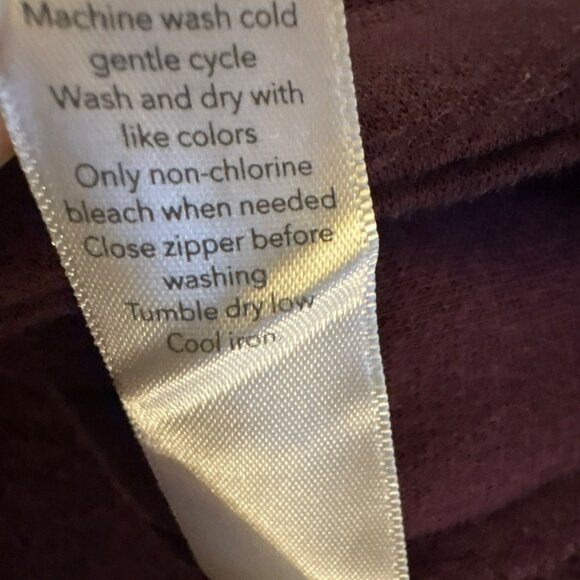 Machine wash cold
gentle cycle
Wash and dry with
like colors
Only non-chlorine
bleach when needed
Close zipper before
washing
Tumble dry low
Cool iron